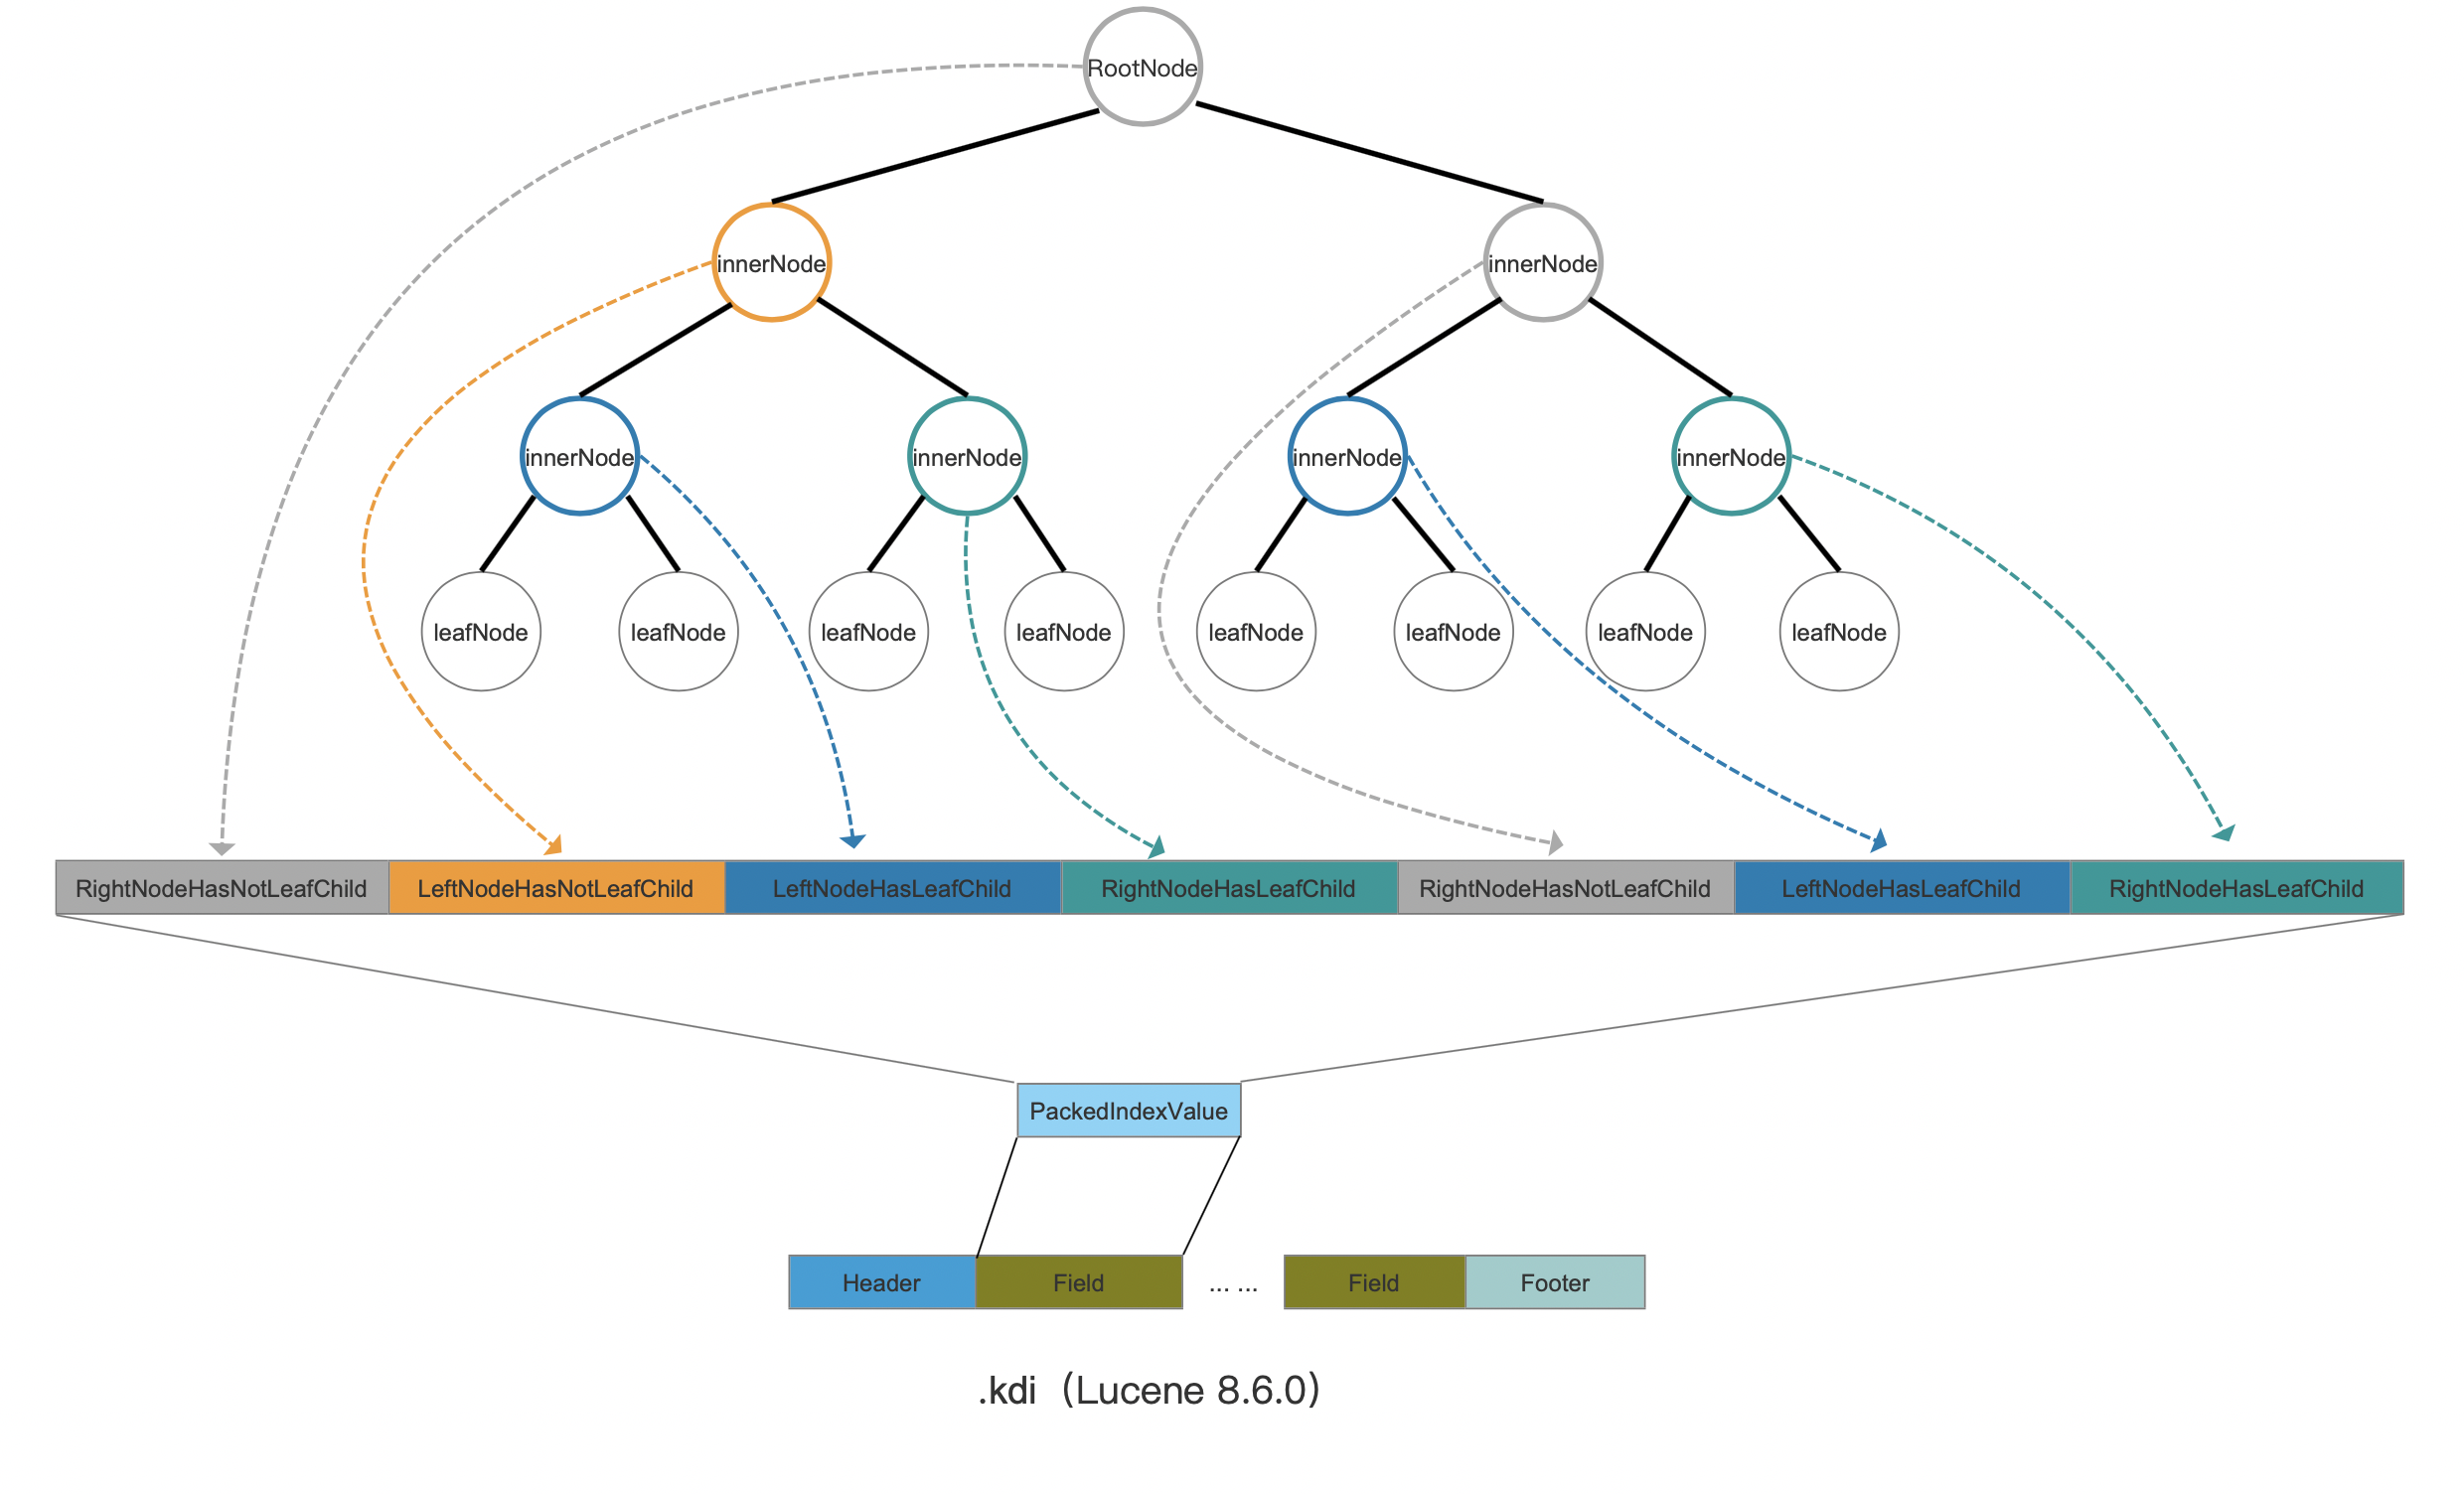 RootNode
innerNode
innerNode
innerNode
innerNode
innerNode
innerNode
leafNode
leafNode
leafNode
leafNode
leafNode
leafNode
leafNode
leafNode
RightNodeHasNotLeafChild
LeftNodeHasNotLeafChild
LeftNodeHasLeafChild
RightNodeHasLeafChild
RightNodeHasNotLeafChild
LeftNodeHasLeafChild
RightNodeHasLeafChild
PackedIndexValue
Header
Field
... ...
Field
Footer
.kdi（Lucene 8.6.0）